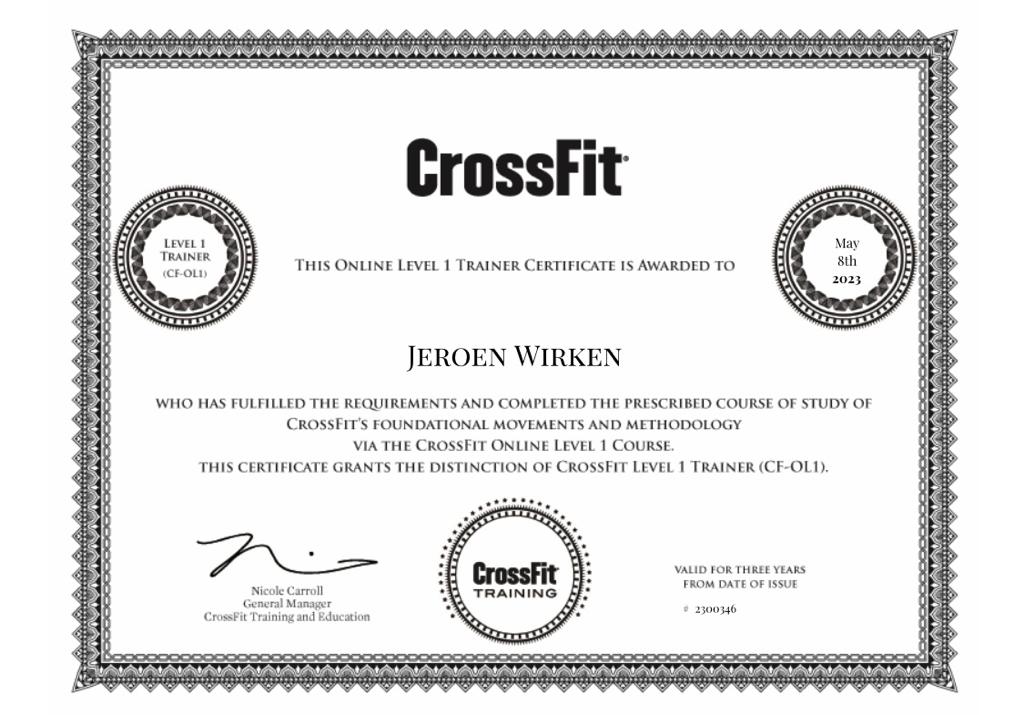 CrossFit®
LEVEL 1
TRAINER
(CF-OL1)
May
8th
2023
THIS ONLINE LEVEL 1 TRAINER CERTIFICATE IS AWARDED TO
JEROEN WIRKEN
WHO HAS FULFILLED THE REQUIREMENTS AND COMPLETED THE PRESCRIBED COURSE OF STUDY OF
CROSSFIT'S FOUNDATIONAL MOVEMENTS AND METHODOLOGY
VIA THE CROSSFIT ONLINE LEVEL 1 COURSE.
THIS CERTIFICATE GRANTS THE DISTINCTION OF CROSSFIT LEVEL 1 TRAINER (CF-OL1).
Nicole Carroll
General Manager
CrossFit Training and Education
CrossFit
TRAINING
VALID FOR THREE YEARS
FROM DATE OF ISSUE
# 2300346